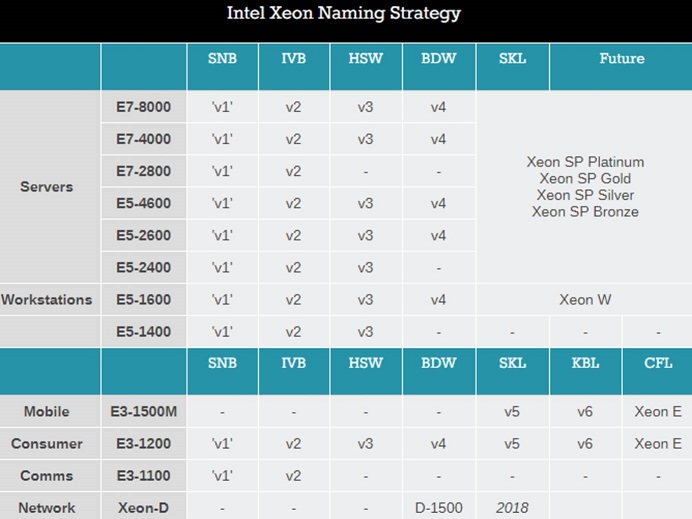 Intel Xeon Naming Strategy
SNB IVB HSW BDW SKL Future
E7-8000 'v1' v2 v3 v4
E7-4000 'v1' v2 v3 v4
E7-2800 'v1' v2 - -
Servers
E5-4600 'v1' v2 v3 v4
E5-2600 'v1' v2 v3 v4
E5-2400 'v1' v2 v3 -
Xeon SP Platinum
Xeon SP Gold
Xeon SP Silver
Xeon SP Bronze
Workstations E5-1600 'v1' v2 v3 v4 Xeon W
E5-1400 'v1' v2 v3 - - - -
SNB IVB HSW BDW SKL KBL CFL
Mobile E3-1500M - - - - v5 v6 Xeon E
Consumer E3-1200 'v1' v2 v3 v4 v5 v6 Xeon E
Comms E3-1100 'v1' v2 - - - - -
Network Xeon-D - - - D-1500 2018